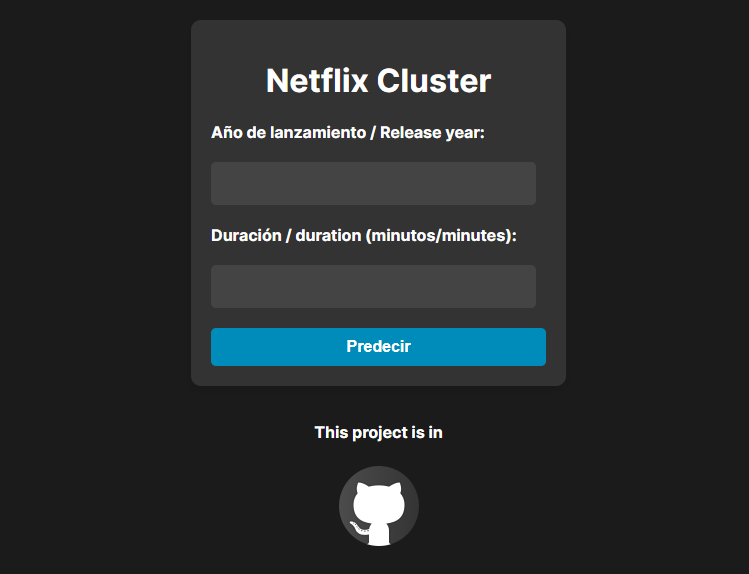 Netflix Cluster
Año de lanzamiento / Release year:
Duración / duration (minutos/minutes):
Predecir
This project is in